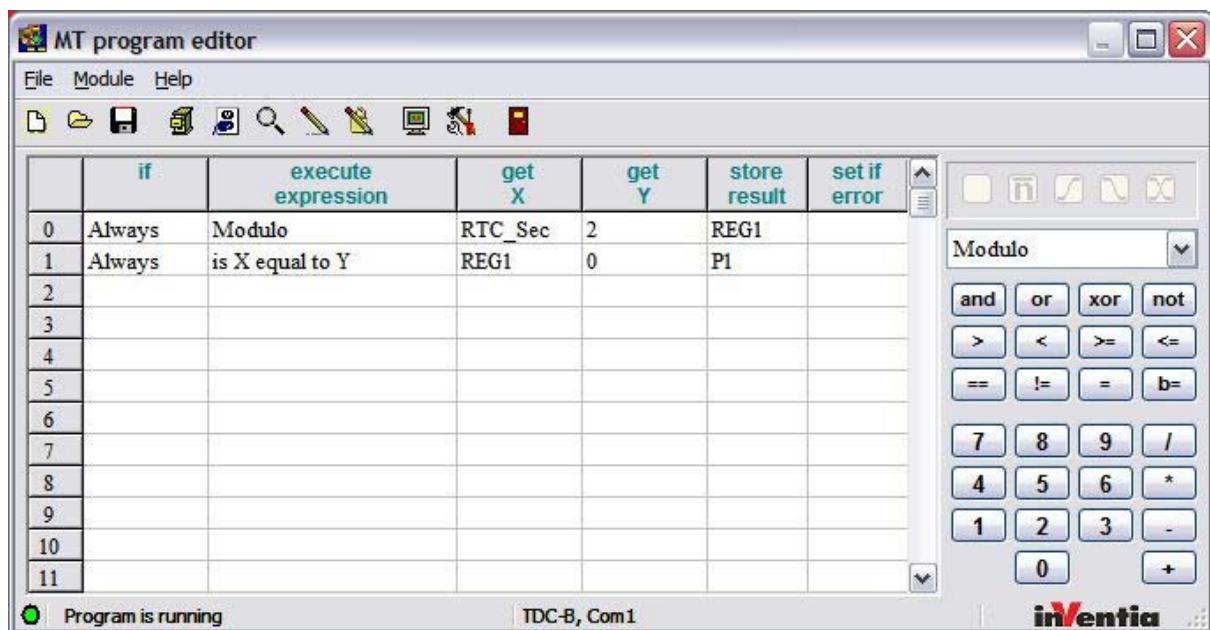 MT program editor
File Module Help
if execute expression get X get Y store result set if error
0 Always Modulo RTC_Sec 2 REG1
1 Always is X equal to Y REG1 0 P1
2
3
4
5
6
7
8
9
10
11
n
Modulo
and or xor not
> < >= <=
== != = b=
7 8 9 /
4 5 6 *
1 2 3 -
0 +
Program is running TDC-B, Com1 inVentia